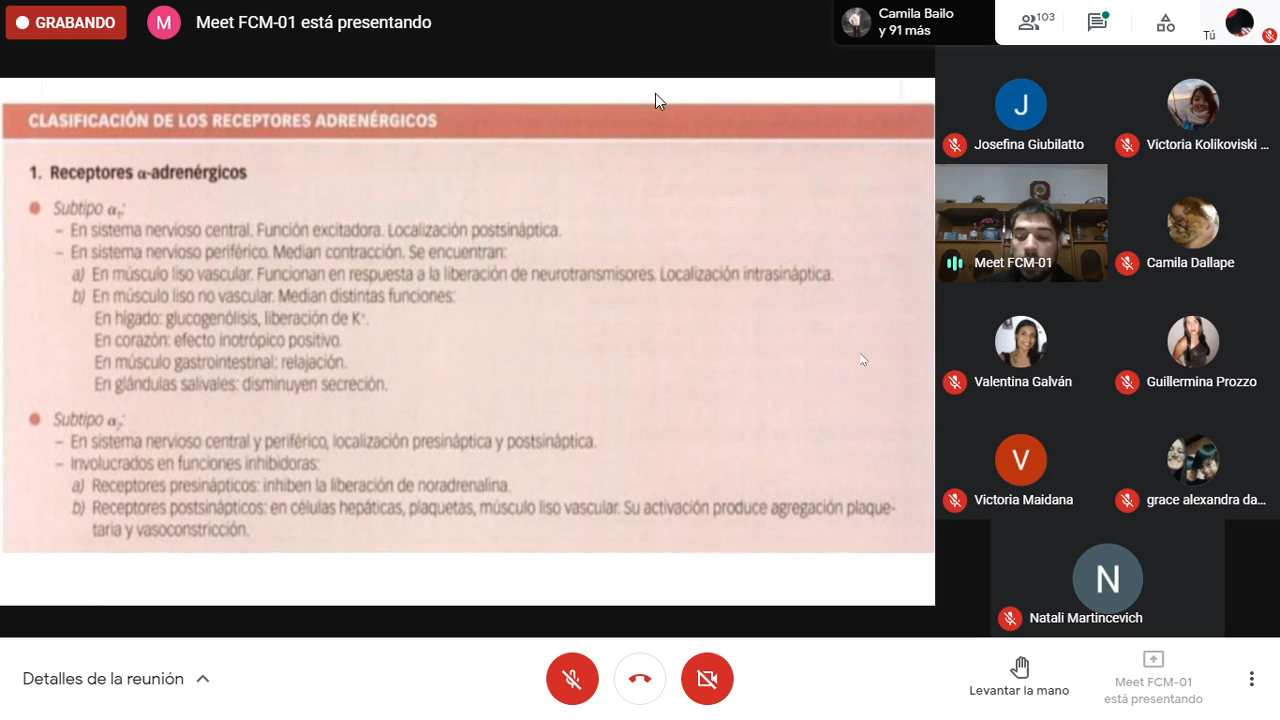 GRABANDO
M
Meet FCM-01 está presentando
Camila Bailo
y 91 más
103
Tú
CLASIFICACIÓN DE LOS RECEPTORES ADRENÉRGICOS
1. Receptores α-adrenérgicos
Subtipo α₁:
– En sistema nervioso central. Función excitadora. Localización postsináptica.
– En sistema nervioso periférico. Median contracción. Se encuentran:
a) En músculo liso vascular. Funcionan en respuesta a la liberación de neurotransmisores. Localización intrasináptica.
b) En músculo liso no vascular. Median distintas funciones:
En hígado: glucogenólisis, liberación de K⁺.
En corazón: efecto inotrópico positivo.
En músculo gastrointestinal: relajación.
En glándulas salivales: disminuyen secreción.
Subtipo α₂:
– En sistema nervioso central y periférico, localización presináptica y postsináptica.
– Involucrados en funciones inhibidoras:
a) Receptores presinápticos: inhiben la liberación de noradrenalina.
b) Receptores postsinápticos: en células hepáticas, plaquetas, músculo liso vascular. Su activación produce agregación plaque-
taria y vasoconstricción.
J
Josefina Giubilatto
Victoria Kolikoviski ...
Meet FCM-01
Camila Dallape
Valentina Galván
Guillermina Prozzo
V
Victoria Maidana
grace alexandra da...
N
Natali Martincevich
Detalles de la reunión
Levantar la mano
Meet FCM-01
está presentando